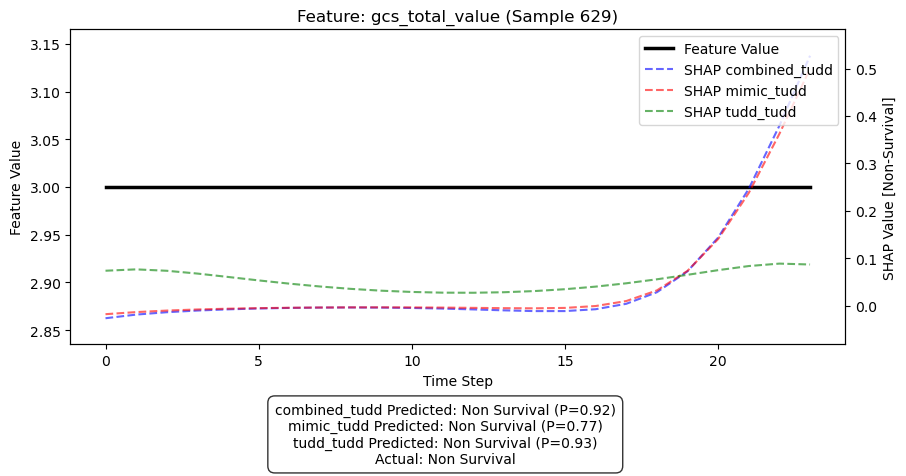 Feature: gcs_total_value (Sample 629)
3.15
3.10
3.05
3.00
2.95
2.90
2.85
Feature Value
Feature Value
SHAP combined_tudd
SHAP mimic_tudd
SHAP tudd_tudd
0.5
0.4
0.3
0.2
0.1
0.0
SHAP Value [Non-Survival]
0 5 10 15 20
Time Step
combined_tudd Predicted: Non Survival (P=0.92)
mimic_tudd Predicted: Non Survival (P=0.77)
tudd_tudd Predicted: Non Survival (P=0.93)
Actual: Non Survival